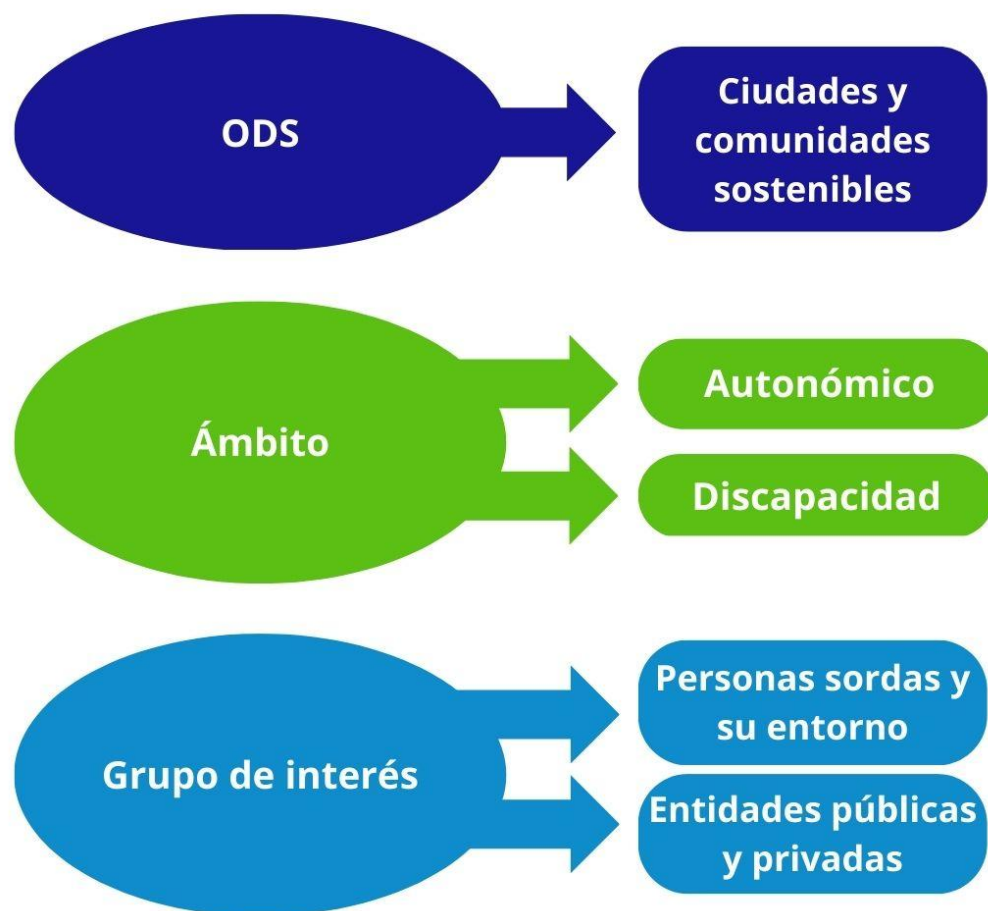 ODS
Ciudades y
comunidades
sostenibles
Ámbito
Autonómico
Discapacidad
Grupo de interés
Personas sordas y
su entorno
Entidades públicas
y privadas